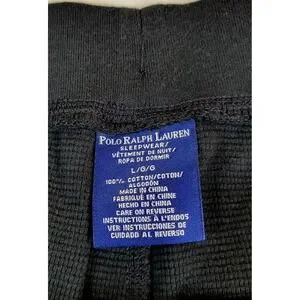 POLO RALPH LAUREN
SLEEPWEAR/
VÊTEMENT DE NUIT/
ROPA DE DORMIR
L/G/G
100% COTTON/COTON/
ALGODÓN
MADE IN CHINA
FABRIQUÉ EN CHINE
HECHO EN CHINA
CARE ON REVERSE
INSTRUCTIONS À L'ENDOS
VER INSTRUCCIONES DE
CUIDADO AL REVERSO